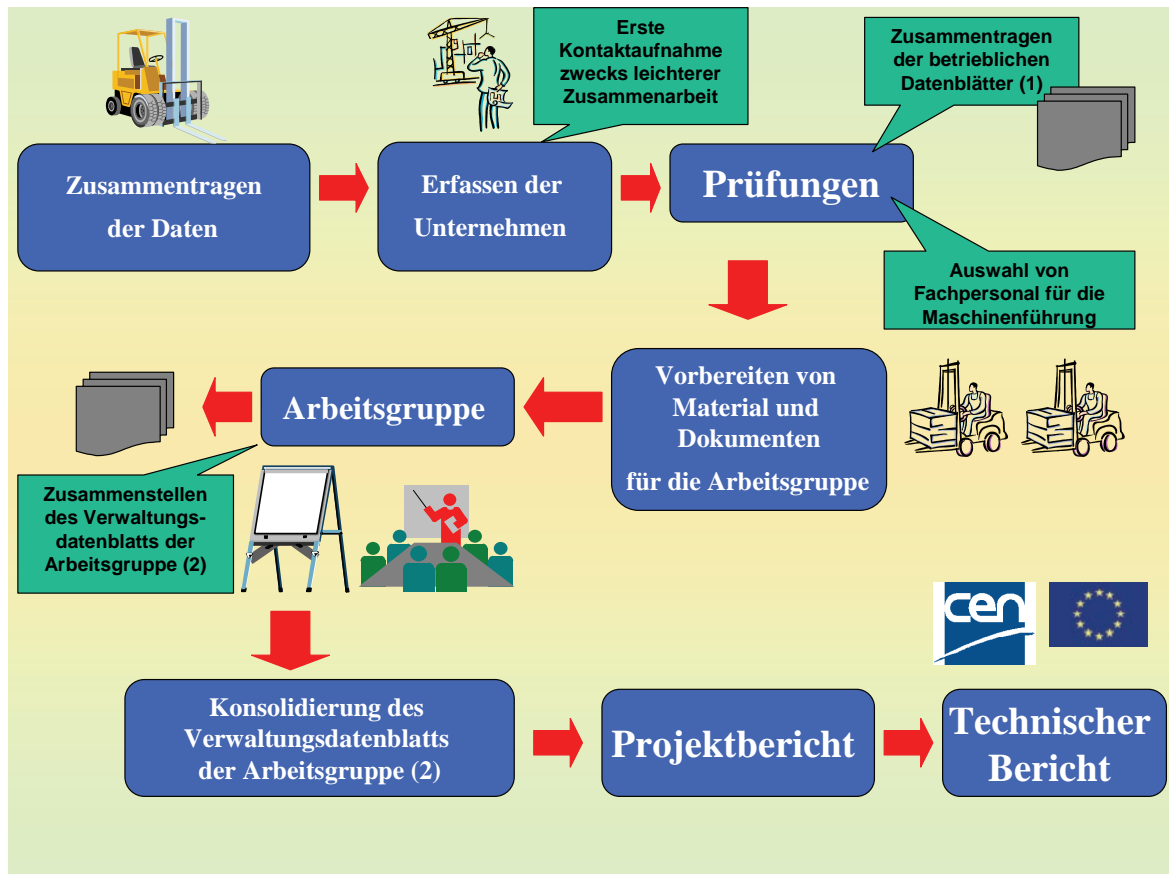 Erste
Kontaktaufnahme
zwecks leichterer
Zusammenarbeit
Zusammentragen
der betrieblichen
Datenblätter (1)
Zusammentragen
der Daten
Erfassen der
Unternehmen
Prüfungen
Auswahl von
Fachpersonal für die
Maschinenführung
Arbeitsgruppe
Vorbereiten von
Material und
Dokumenten
für die Arbeitsgruppe
Zusammenstellen
des Verwaltungs-
datenblatts der
Arbeitsgruppe (2)
cen
Konsolidierung des
Verwaltungsdatenblatts
der Arbeitsgruppe (2)
Projektbericht
Technischer
Bericht